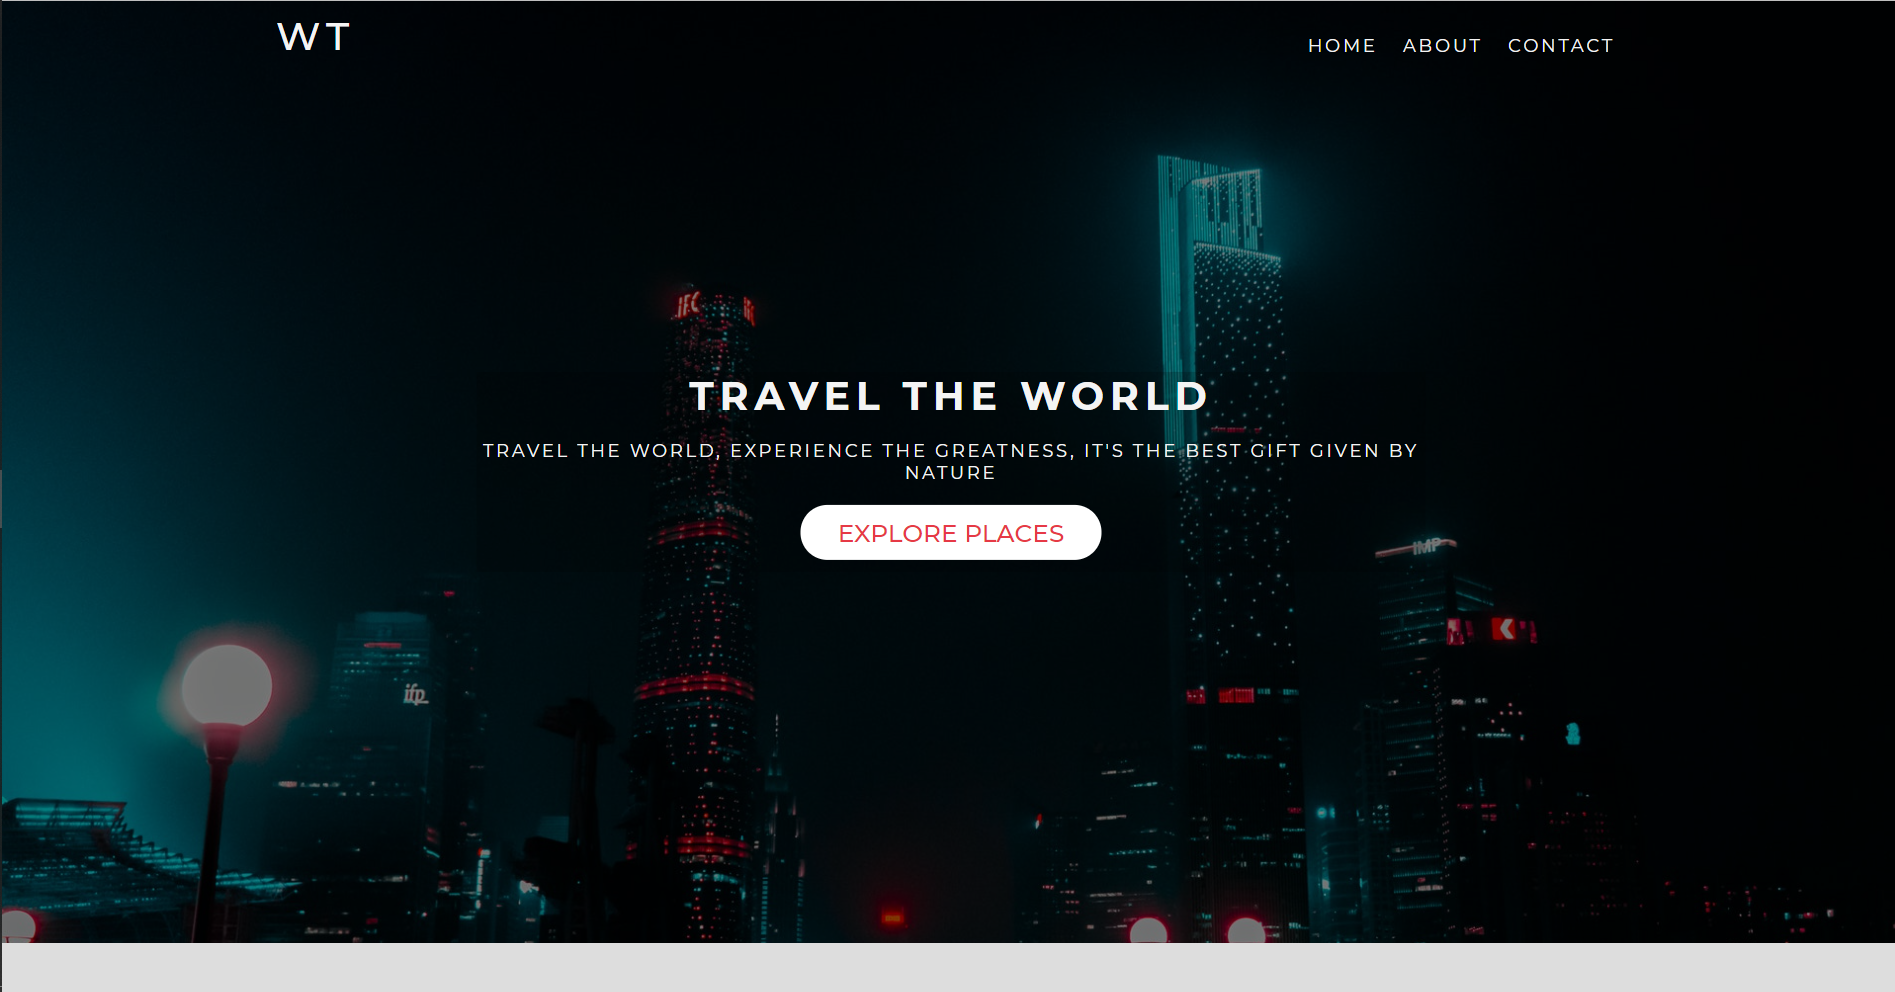 WT
HOME ABOUT CONTACT
IFC
TRAVEL THE WORLD
TRAVEL THE WORLD, EXPERIENCE THE GREATNESS, IT'S THE BEST GIFT GIVEN BY
NATURE
EXPLORE PLACES
IMP
ifp